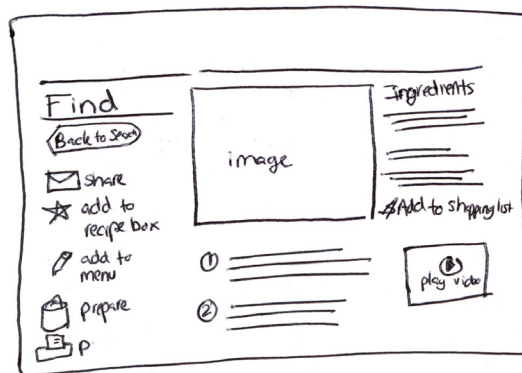 Find
Back to Search
share
add to
recipe box
add to
menu
prepare
P
image
1
2
Ingredients
Add to shopping list
play video